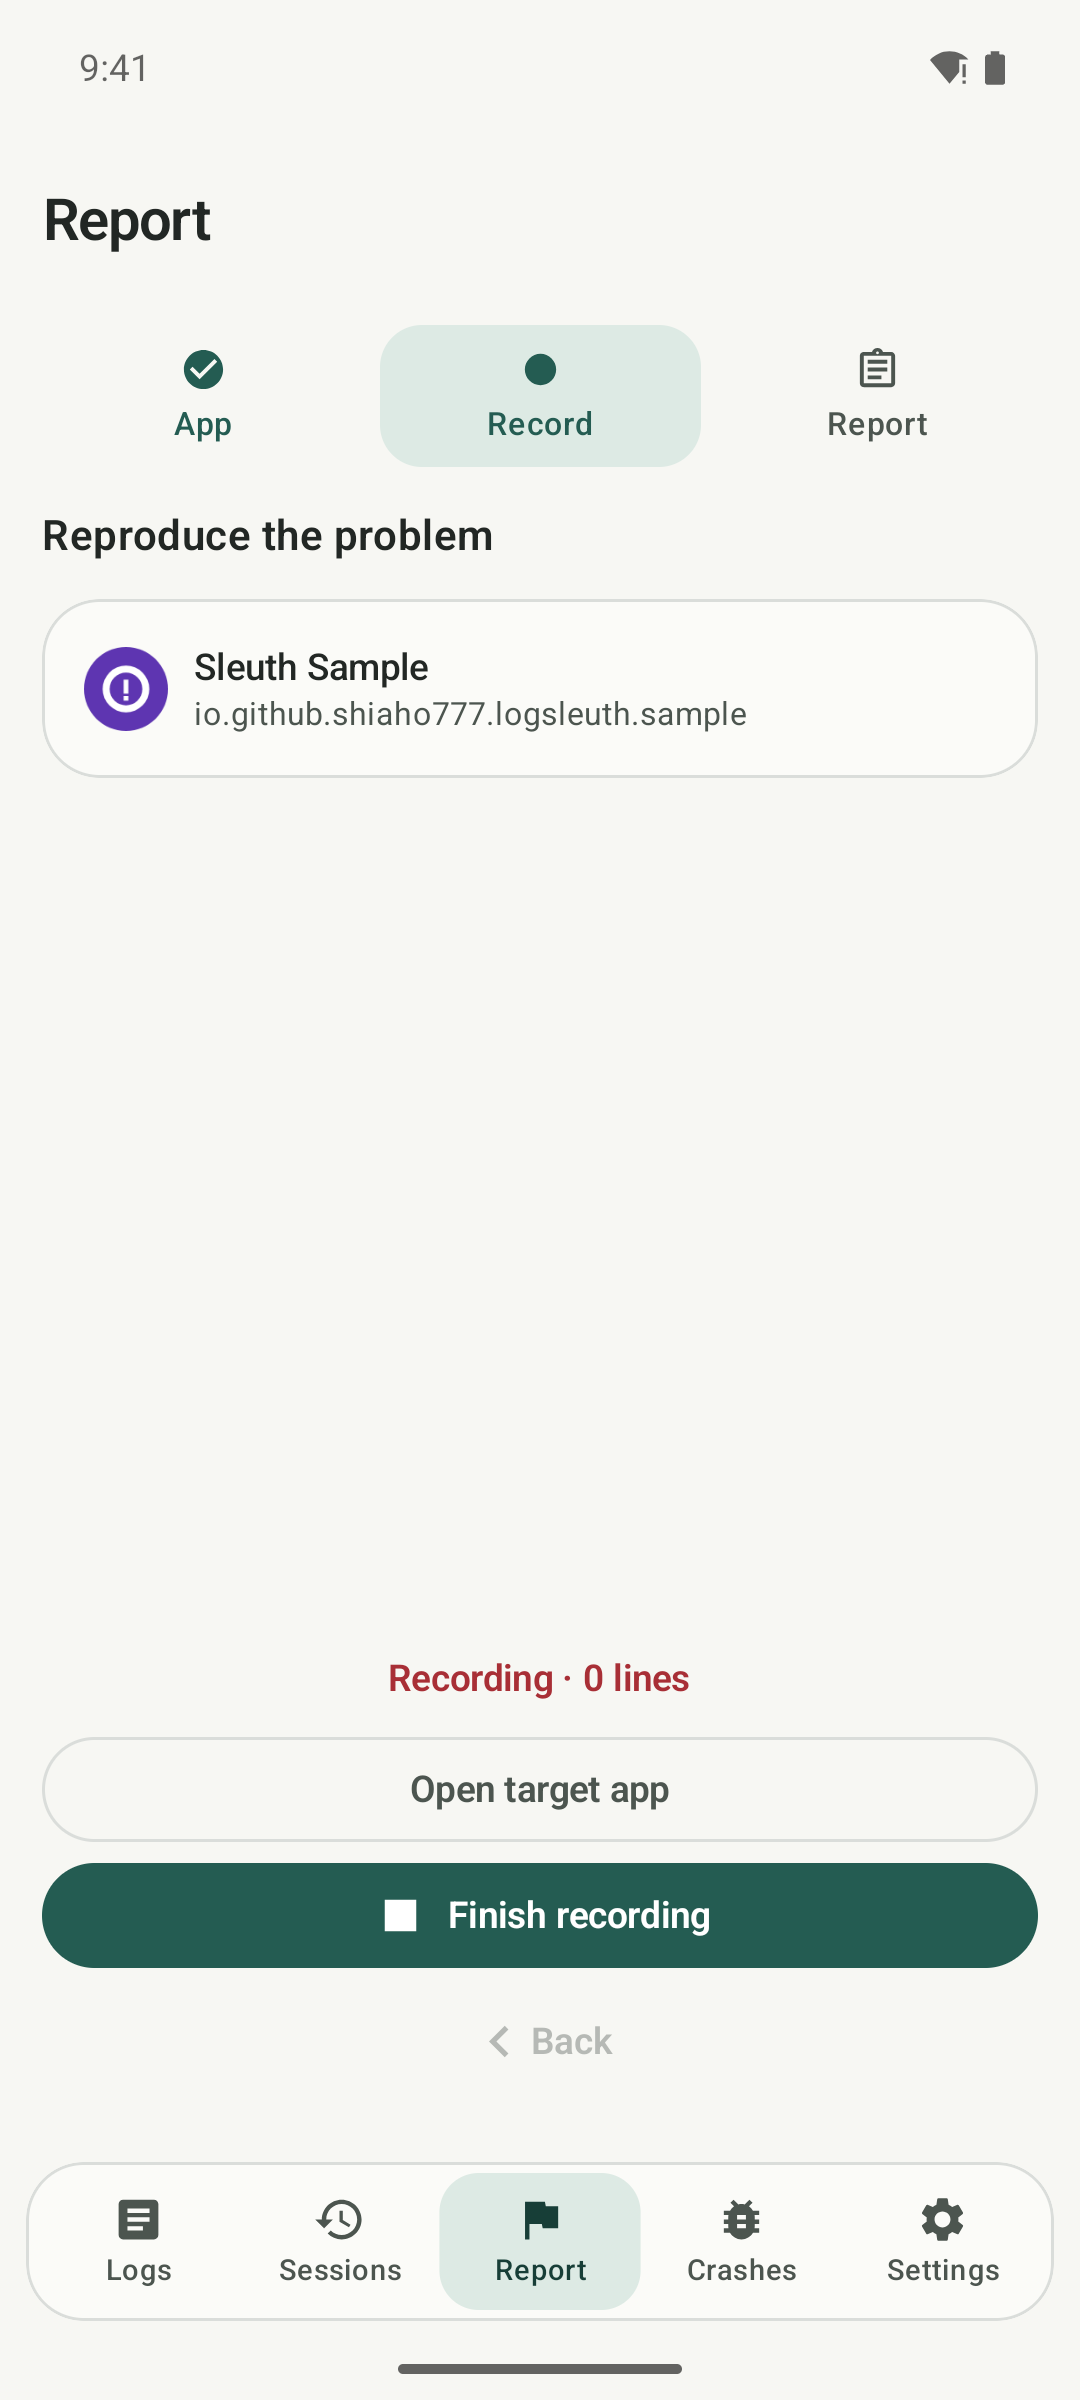 9:41
Report
App
Record
Report
Reproduce the problem
Sleuth Sample
io.github.shiaho777.logsleuth.sample
Recording · 0 lines
Open target app
Finish recording
Back
Logs
Sessions
Report
Crashes
Settings